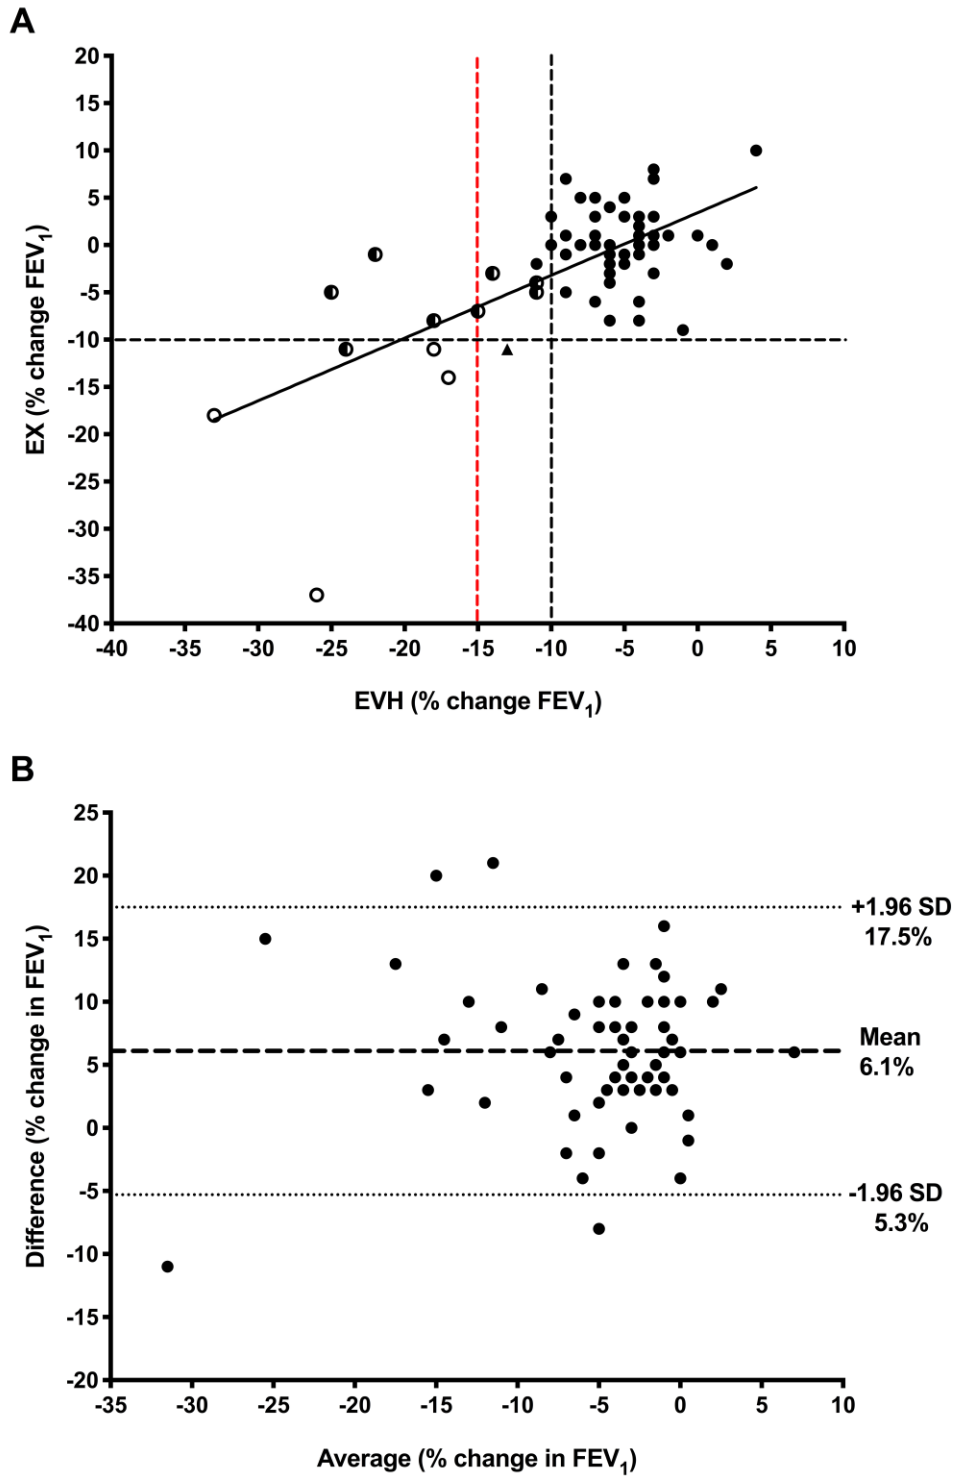 A
20
15
10
5
0
-5
-10
-15
-20
-25
-30
-35
-40
EX (% change FEV1)
-40 -35 -30 -25 -20 -15 -10 -5 0 5 10
EVH (% change FEV1)
B
25
20
15
10
5
0
-5
-10
-15
-20
Difference (% change in FEV1)
+1.96 SD
17.5%
Mean
6.1%
-1.96 SD
5.3%
-35 -30 -25 -20 -15 -10 -5 0 5 10
Average (% change in FEV1)